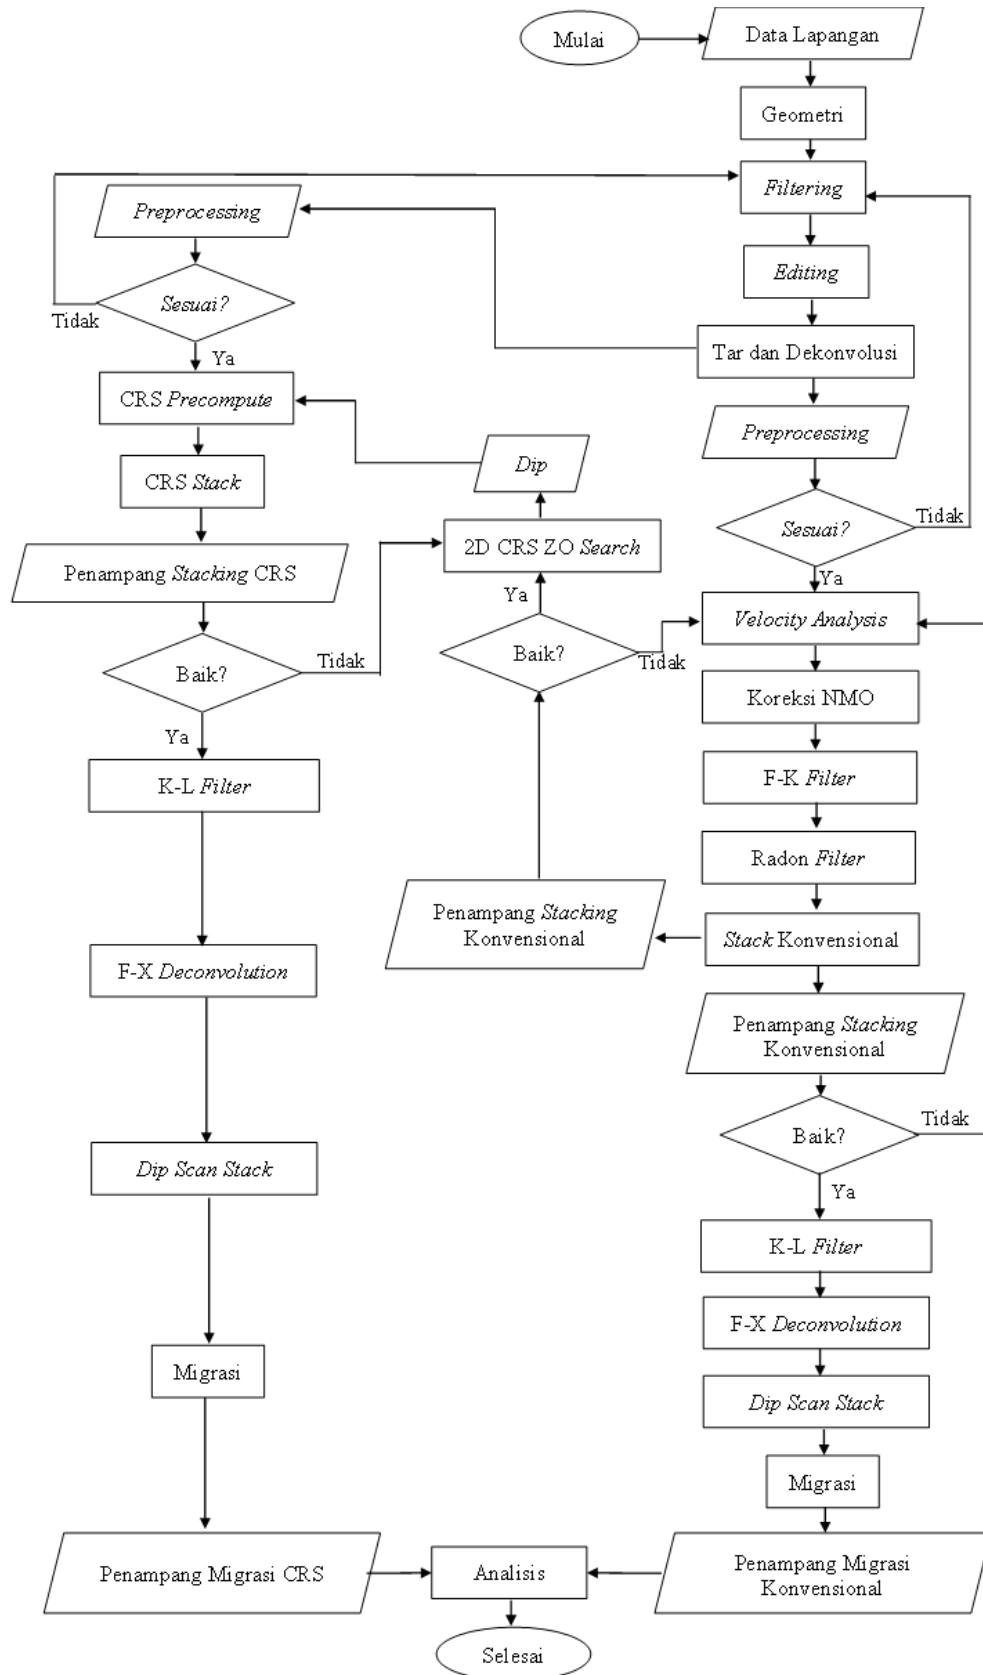 Mulai
Data Lapangan
Geometri
Filtering
Preprocessing
Editing
Sesuai?
Tidak
Tar dan Dekonvolusi
Ya
CRS Precompute
Preprocessing
Dip
CRS Stack
Sesuai?
Tidak
2D CRS ZO Search
Penampang Stacking CRS
Ya
Ya
Velocity Analysis
Baik?
Tidak
Baik?
Tidak
Koreksi NMO
Ya
K-L Filter
F-K Filter
Radon Filter
Penampang Stacking
Konvensional
Stack Konvensional
F-X Deconvolution
Penampang Stacking
Konvensional
Baik?
Tidak
Dip Scan Stack
Ya
K-L Filter
F-X Deconvolution
Migrasi
Dip Scan Stack
Migrasi
Penampang Migrasi CRS
Analisis
Penampang Migrasi
Konvensional
Selesai